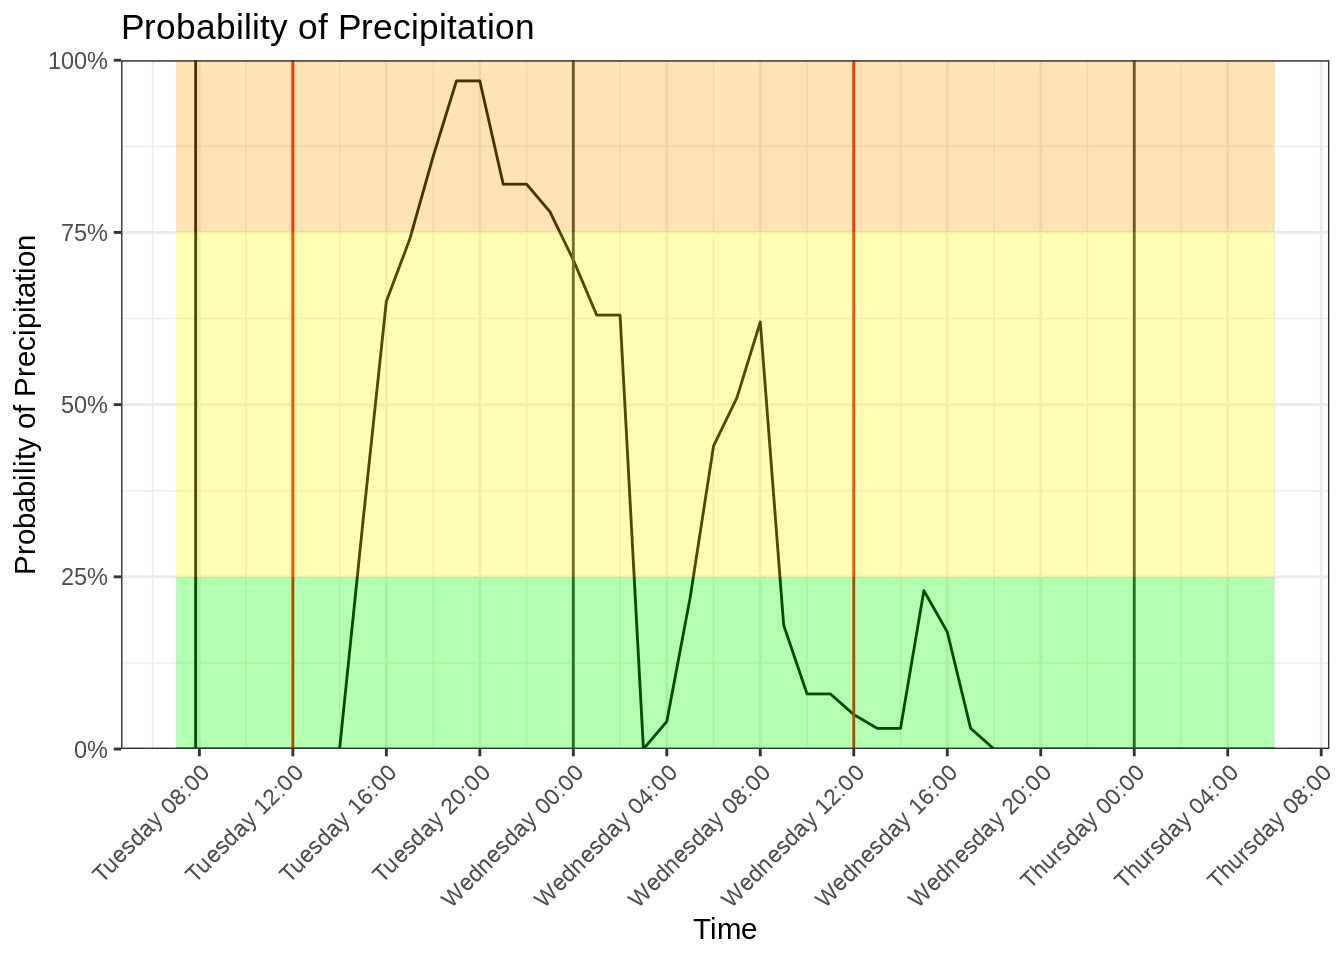 Probability of Precipitation
Probability of Precipitation
100%
75%
50%
25%
0%
Tuesday 08:00
Tuesday 12:00
Tuesday 16:00
Tuesday 20:00
Wednesday 00:00
Wednesday 04:00
Wednesday 08:00
Wednesday 12:00
Wednesday 16:00
Wednesday 20:00
Thursday 00:00
Thursday 04:00
Thursday 08:00
Time